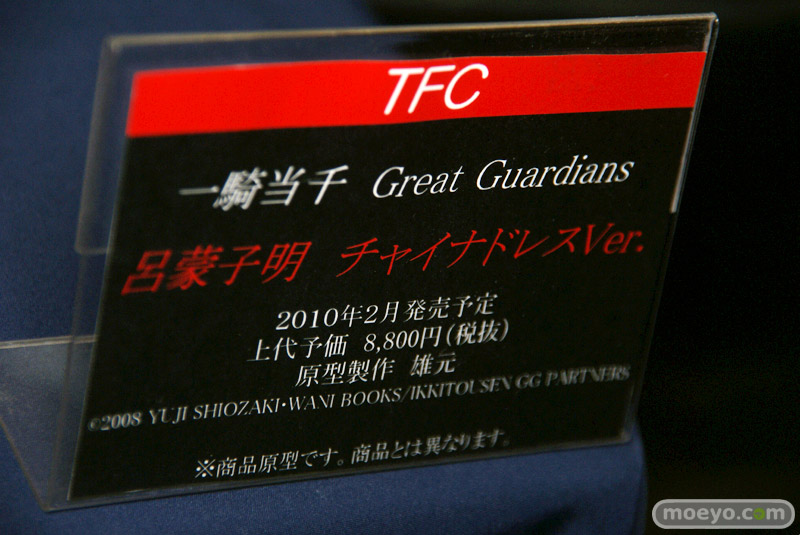 TFC
一騎当千 Great Guardians
呂蒙子明 チャイナドレスVer.
2010年2月発売予定
上代予価 8,800円(税抜)
原型製作 雄元
©2008 YUJI SHIOZAKI・WANI BOOKS/IKKITOUSEN GG PARTNERS
※商品原型です。商品とは異なります。
moeyo.com